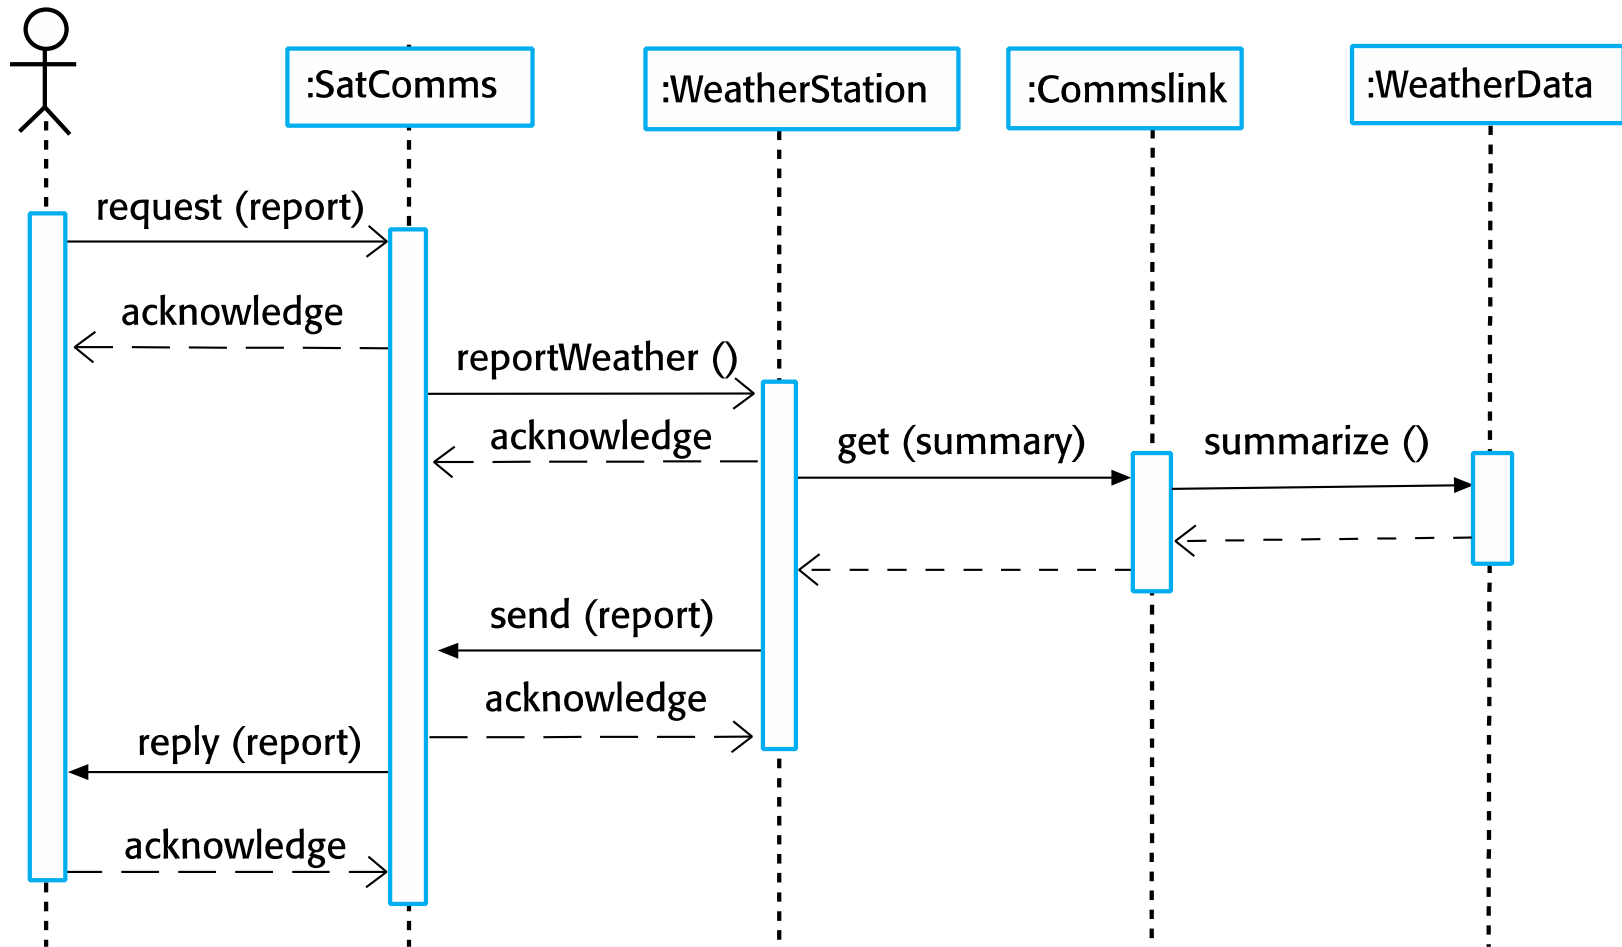 :SatComms
:WeatherStation
:Commslink
:WeatherData
request (report)
acknowledge
reportWeather ()
acknowledge
get (summary)
summarize ()
send (report)
acknowledge
reply (report)
acknowledge